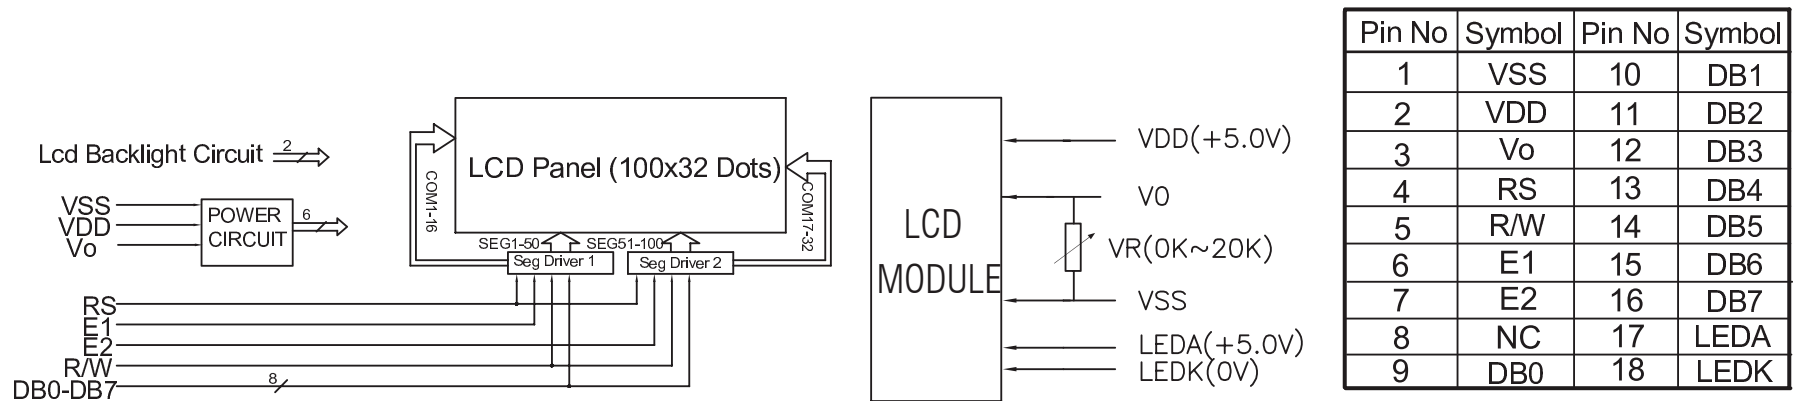 Lcd Backlight Circuit
2
VSS
VDD
Vo
POWER
CIRCUIT
6
LCD Panel (100x32 Dots)
COM1-16
COM17-32
SEG1-50
SEG51-100
Seg Driver 1
Seg Driver 2
RS
E1
E2
R/W
DB0-DB7
8
LCD
MODULE
VDD(+5.0V)
V0
VR(0K~20K)
VSS
LEDA(+5.0V)
LEDK(0V)
Pin No Symbol Pin No Symbol
1 VSS 10 DB1
2 VDD 11 DB2
3 Vo 12 DB3
4 RS 13 DB4
5 R/W 14 DB5
6 E1 15 DB6
7 E2 16 DB7
8 NC 17 LEDA
9 DB0 18 LEDK